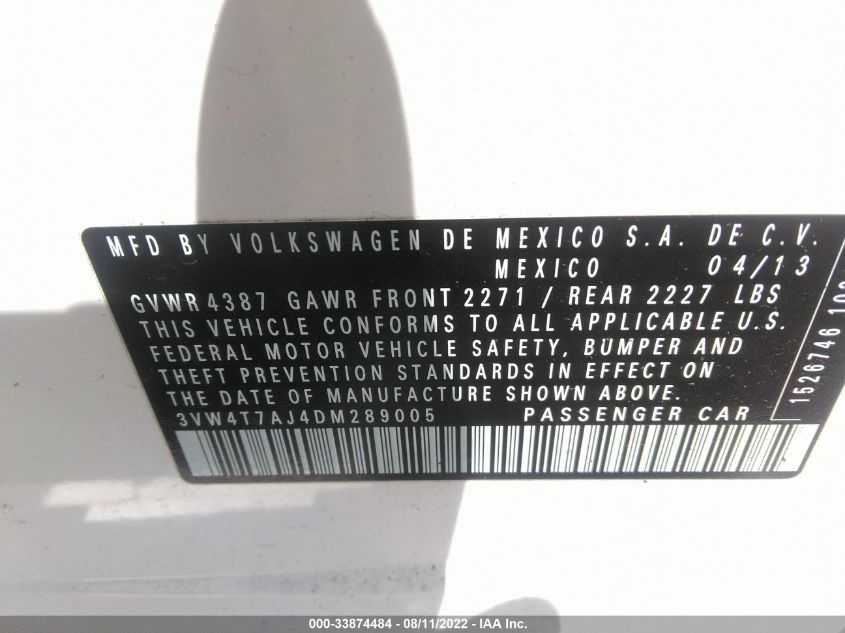 MFD BY VOLKSWAGEN DE MEXICO S.A. DE C.V.
MEXICO 04/13
GVWR 4387 GAWR FRONT 2271 / REAR 2227 LBS
THIS VEHICLE CONFORMS TO ALL APPLICABLE U.S.
FEDERAL MOTOR VEHICLE SAFETY, BUMPER AND
THEFT PREVENTION STANDARDS IN EFFECT ON
THE DATE OF MANUFACTURE SHOWN ABOVE.
3VW4T7AJ4DM289005 PASSENGER CAR
1526746
000-33874484 - 08/11/2022 - IAA Inc.